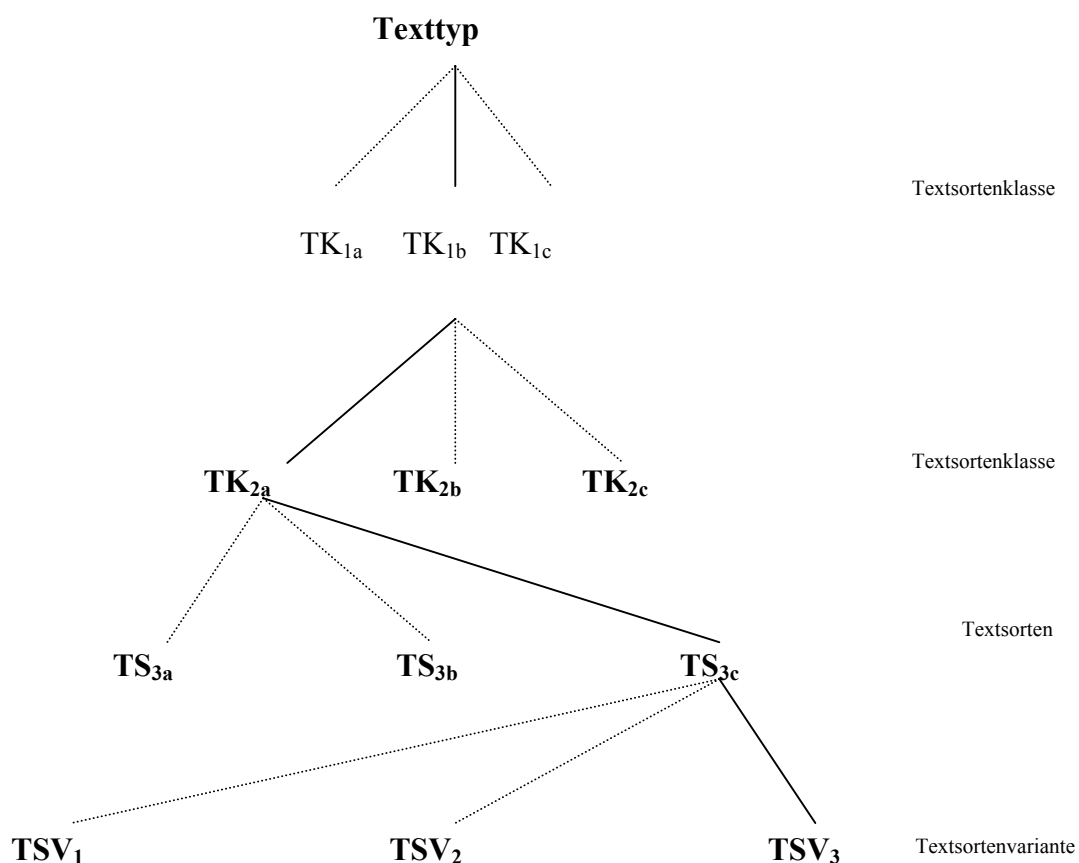 Texttyp
Textsortenklasse
TK1a TK1b TK1c
TK2a TK2b TK2c Textsortenklasse
Textsorten
TS3a TS3b TS3c
TSV1 TSV2 TSV3 Textsortenvariante